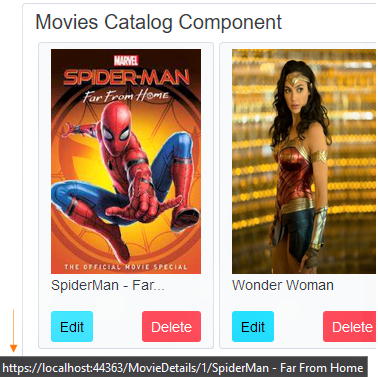 Movies Catalog Component
MARVEL
SPIDER-MAN
Far From Home
THE OFFICIAL MOVIE SPECIAL
SpiderMan - Far...
Wonder Woman
Edit
Delete
Edit
Delete
https://localhost:44363/MovieDetails/1/SpiderMan - Far From Home